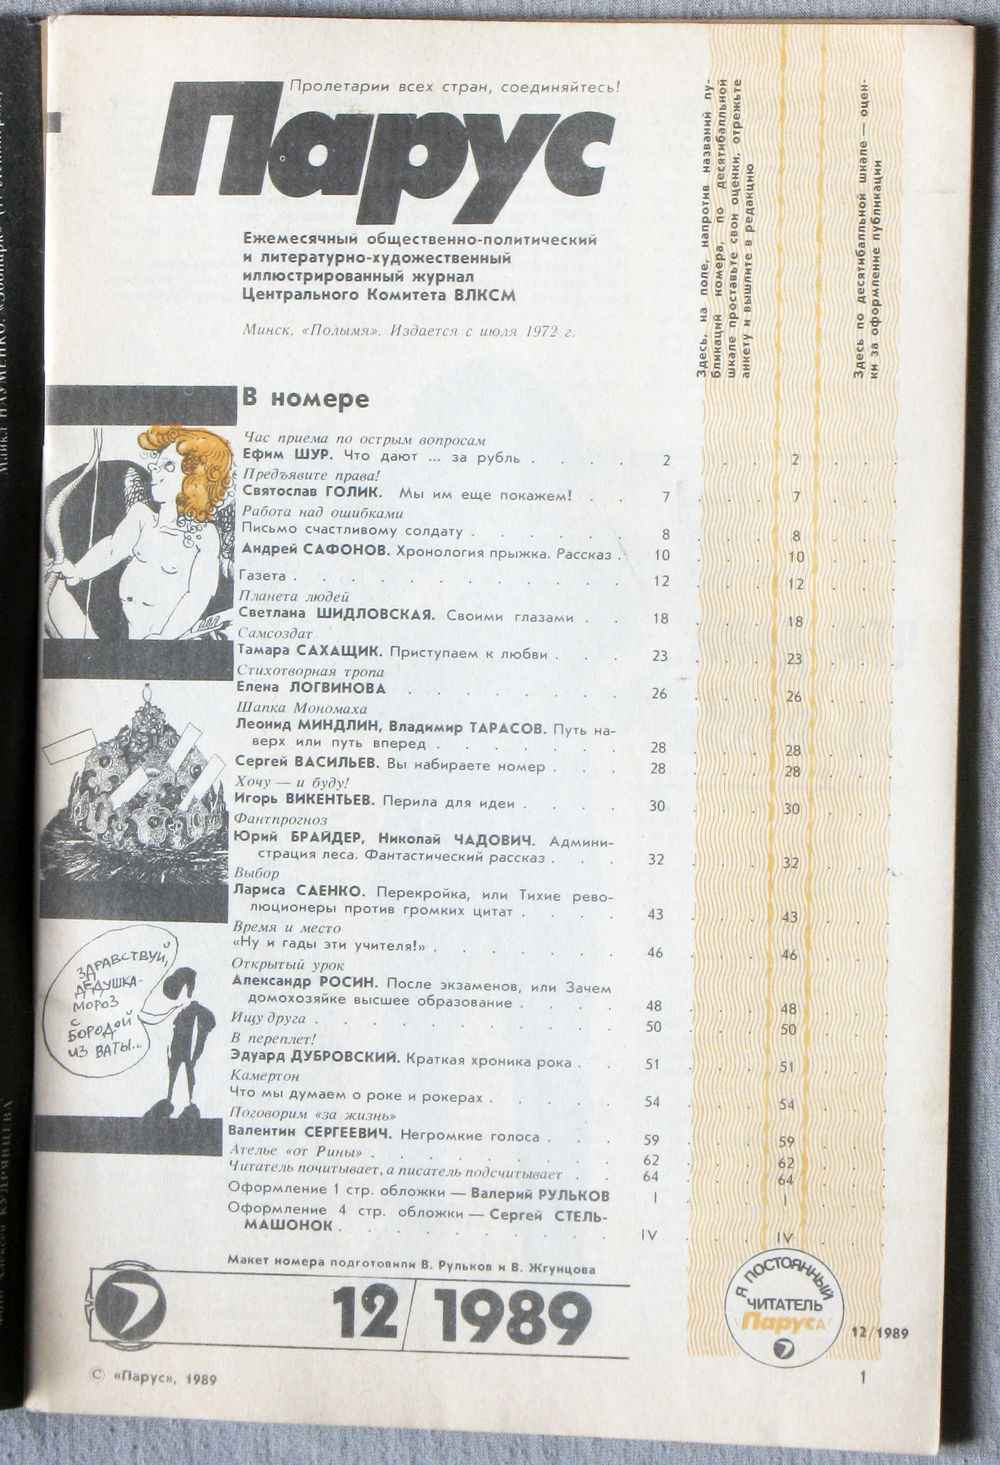 Пролетарии всех стран, соединяйтесь!
Парус
Ежемесячный общественно-политический
и литературно-художественный
иллюстрированный журнал
Центрального Комитета ВЛКСМ
Минск, «Полымя». Издается с июля 1972 г.
В номере
Час приема по острым вопросам
Ефим ШУР. Что дают ... за рубль . . . . 2
Предъявите права!
Святослав ГОЛИК. Мы им еще покажем! . . 7
Работа над ошибками
Письмо счастливому солдату . . . . . . 8
Андрей САФОНОВ. Хронология прыжка. Рассказ . 10
Газета . . . . . . . . . . . . 12
Планета людей
Светлана ШИДЛОВСКАЯ. Своими глазами . . 18
Самсоздат
Тамара САХАЩИК. Приступаем к любви . . . 23
Стихотворная тропа
Елена ЛОГВИНОВА . . . . . . . . 26
Шапка Мономаха
Леонид МИНДЛИН, Владимир ТАРАСОВ. Путь на-
верх или путь вперед . . . . . . . 28
Сергей ВАСИЛЬЕВ. Вы набираете номер . . . 28
Хочу — и буду!
Игорь ВИКЕНТЬЕВ. Перила для идеи . . . . 30
Фантпрогноз
Юрий БРАЙДЕР, Николай ЧАДОВИЧ. Админи-
страция леса. Фантастический рассказ . . . 32
Выбор
Лариса САЕНКО. Перекройка, или Тихие рево-
люционеры против громких цитат . . . . 43
Время и место
«Ну и гады эти учителя!» . . . . . . . 46
Открытый урок
Александр РОСИН. После экзаменов, или Зачем
домохозяйке высшее образование . . . . 48
Ищу друга . . . . . . . . . . . 50
В переплет!
Эдуард ДУБРОВСКИЙ. Краткая хроника рока . . 51
Камертон
Что мы думаем о роке и рокерах . . . . . 54
Поговорим «за жизнь»
Валентин СЕРГЕЕВИЧ. Негромкие голоса . . . 59
Ателье «от Рины» . . . . . . . . . 62
Читатель почитывает, а писатель подсчитывает . . 64
Оформление 1 стр. обложки — Валерий РУЛЬКОВ I
Оформление 4 стр. обложки — Сергей СТЕЛЬ-
МАШОНОК . . . . . . . . . . IV
Макет номера подготовили В. Рульков и В. Жгунцова
12/1989
© «Парус», 1989
ЗДРАВСТВУЙ,
ДЕДУШКА-
МОРОЗ
С
БОРОДОЙ
ИЗ ВАТЫ...
Здесь, на поле, напротив названий пу-
бликаций номера, по десятибалльной
шкале проставьте свои оценки, отрежьте
анкету и вышлите в редакцию
Здесь по десятибалльной шкале — оцен-
ки за оформление публикации
2
7
8
10
12
18
23
26
28
28
30
32
43
46
48
50
51
54
59
62
64
I
IV
Я ПОСТОЯННЫЙ
ЧИТАТЕЛЬ
ПарусА
12/1989
1